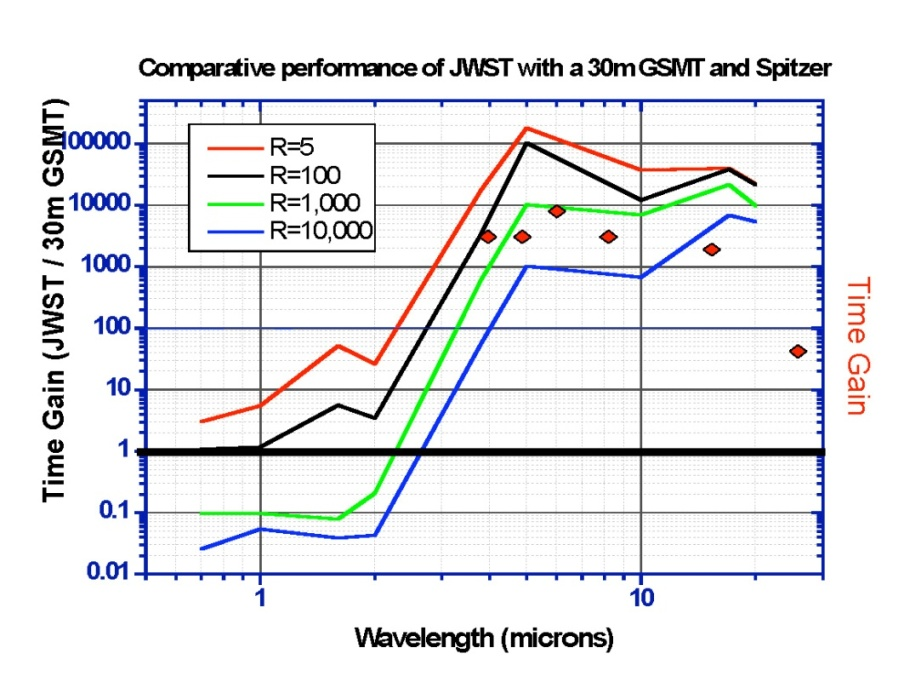 Comparative performance of JWST with a 30m GSMT and Spitzer
Time Gain (JWST / 30m GSMT)
100000
10000
1000
100
10
1
0.1
0.01
R=5
R=100
R=1,000
R=10,000
Time Gain
1
10
Wavelength (microns)